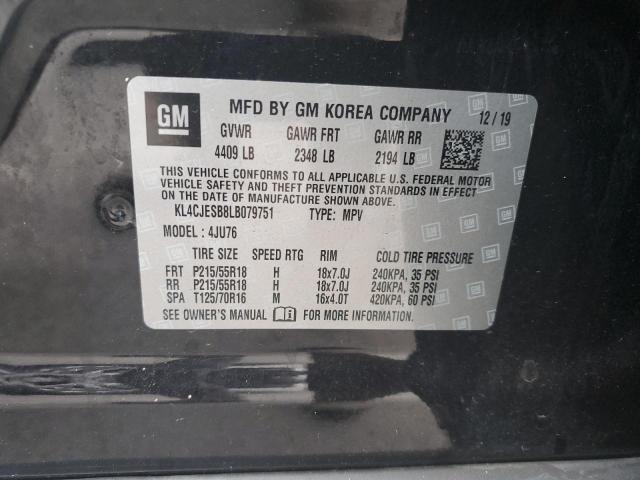 GM MFD BY GM KOREA COMPANY 12/19
GVWR GAWR FRT GAWR RR
4409 LB 2348 LB 2194 LB
THIS VEHICLE CONFORMS TO ALL APPLICABLE U.S. FEDERAL MOTOR
VEHICLE SAFETY AND THEFT PREVENTION STANDARDS IN EFFECT
ON THE DATE OF MANUFACTURE SHOWN ABOVE.
KL4CJESB8LB079751 TYPE: MPV
MODEL: 4JU76
TIRE SIZE SPEED RTG RIM COLD TIRE PRESSURE
FRT P215/55R18 H 18x7.0J 240KPA, 35 PSI
RR P215/55R18 H 18x7.0J 240KPA, 35 PSI
SPA T125/70R16 M 16x4.0T 420KPA, 60 PSI
SEE OWNER'S MANUAL FOR MORE INFORMATION.